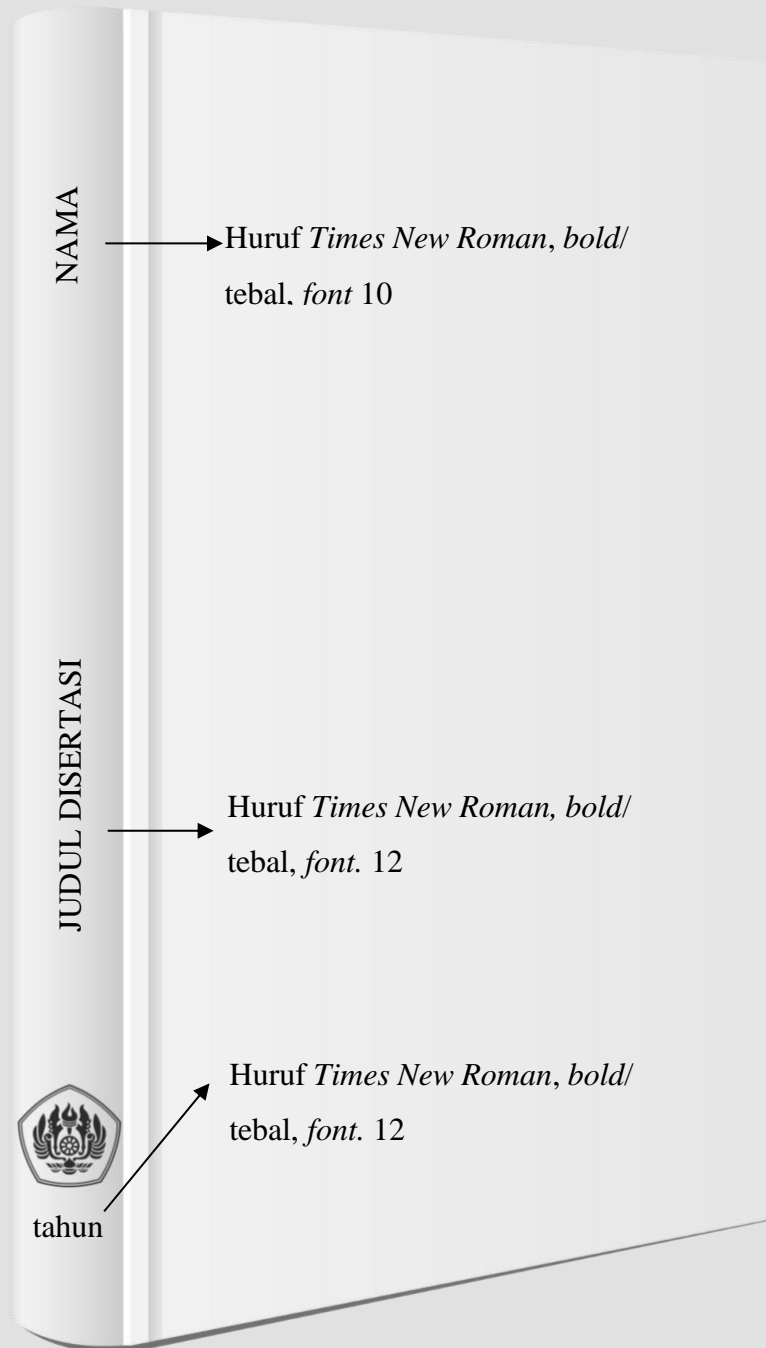 NAMA
Huruf Times New Roman, bold/
tebal, font 10
JUDUL DISERTASI
Huruf Times New Roman, bold/
tebal, font. 12
Huruf Times New Roman, bold/
tebal, font. 12
tahun